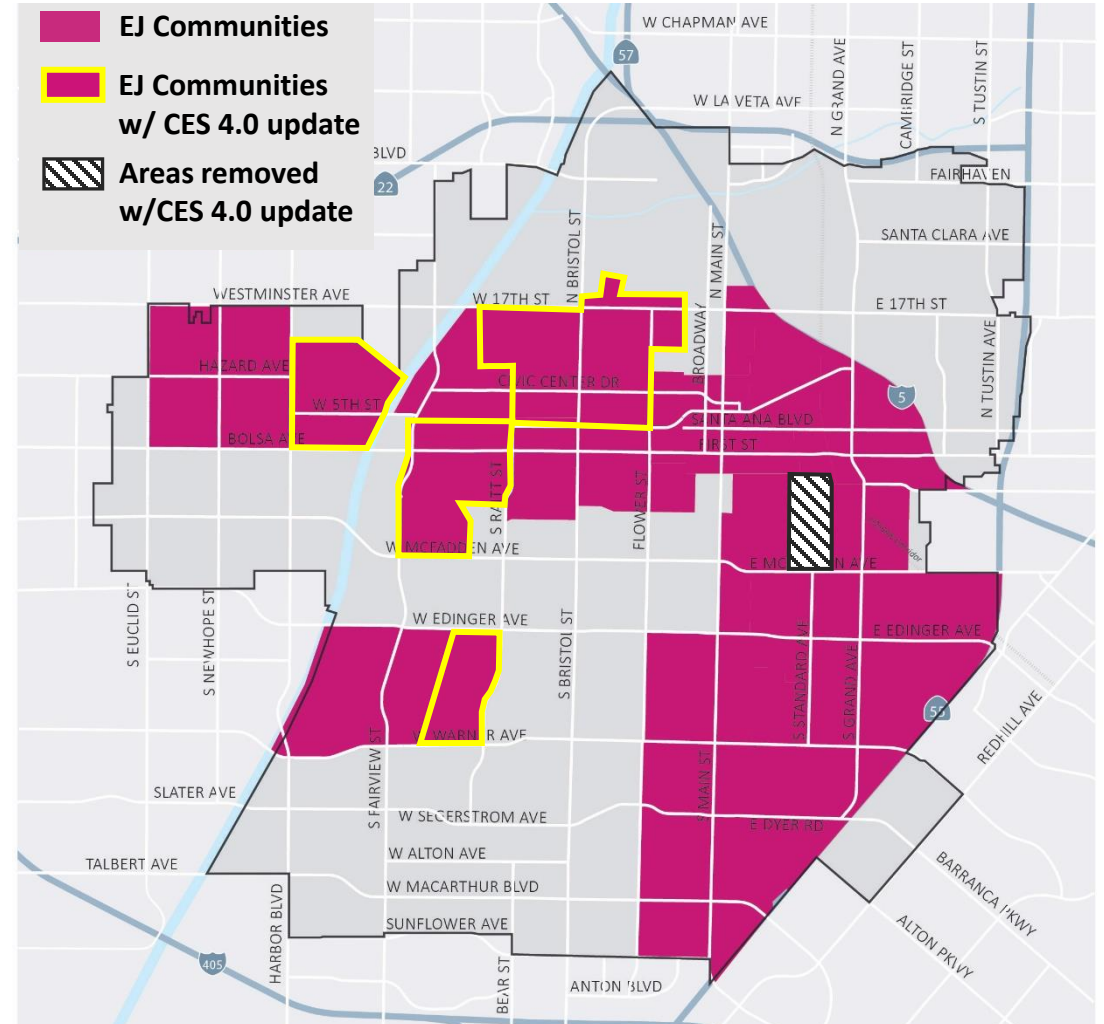 EJ Communities
EJ Communities
w/ CES 4.0 update
Areas removed
w/CES 4.0 update
W CHAPMAN AVE
57
N GRAND AVE
CAMBRIDGE ST
S TUSTIN ST
W LA VETA AVE
BLVD
22
FAIRHAVEN
SANTA CLARA AVE
N BRISTOL ST
N MAIN ST
WESTMINSTER AVE
W 17TH ST
E 17TH ST
BROADWAY
N TUSTIN AVE
HAZARD AVE
CIVIC CENTER DR
5
W 5TH ST
SANTA ANA BLVD
BOLSA AVE
FIRST ST
FLOWER ST
W MCFADDEN AVE
S EUCLID ST
S NEWHOPE ST
W EDINGER AVE
E EDINGER AVE
S BRISTOL ST
S STANDARD AVE
S GRAND AVE
55
REDHILL AVE
W WARNER AVE
S FAIRVIEW ST
S MAIN ST
SLATER AVE
W SEGERSTROM AVE
E DYER RD
W ALTON AVE
TALBERT AVE
W MACARTHUR BLVD
BARRANCA PKWY
HARBOR BLVD
SUNFLOWER AVE
ALTON PKWY
405
BEAR ST
ANTON BLVD